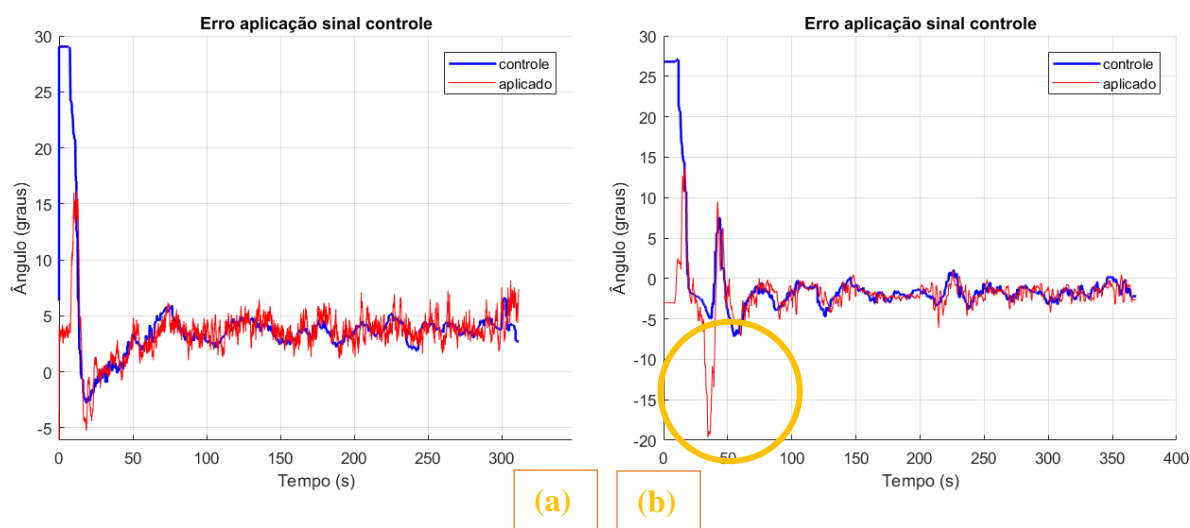 Erro aplicação sinal controle
30
25
20
15
10
5
0
-5
Ângulo (graus)
controle
aplicado
0 50 100 150 200 250 300
Tempo (s)
(a)
Erro aplicação sinal controle
30
25
20
15
10
5
0
-5
-10
-15
-20
Ângulo (graus)
controle
aplicado
0 50 100 150 200 250 300 350 400
Tempo (s)
(b)